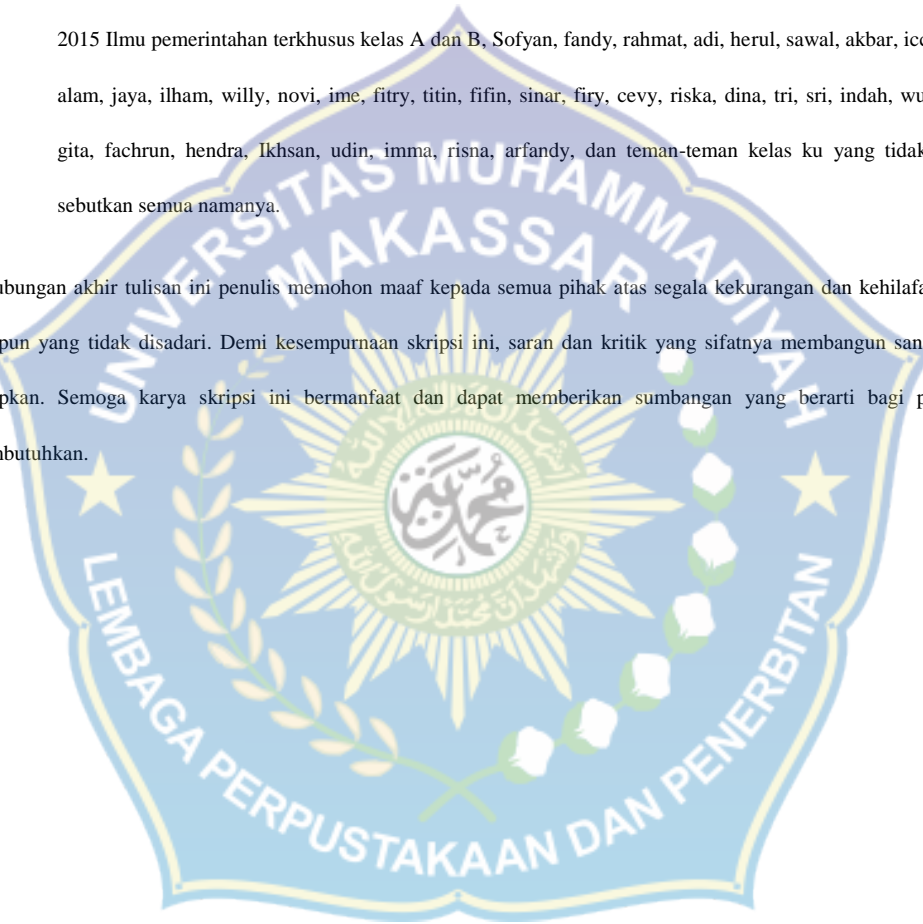 2015 Ilmu pemerintahan terkhusus kelas A dan B, Sofyan, fandy, rahmat, adi, herul, sawal, akbar,
alam, jaya, ilham, willy, novi, ime, fitry, titin, fifin, sinar, firy, cevy, riska, dina, tri, sri, indah,
gita, fachrun, hendra, Ikhsan, udin, imma, risna, arfandy, dan teman-teman kelas ku yang tidak
sebutkan semua namanya.
akhir tulisan ini penulis memohon maaf kepada semua pihak atas segala kekurangan dan
yang tidak disadari. Demi kesempurnaan skripsi ini, saran dan kritik yang sifatnya membangun
Semoga karya skripsi ini bermanfaat dan dapat memberikan sumbangan yang berarti bagi
UNIVERSITAS MUHAMMADIYAH
MAKASSAR
محمدية
LEMBAGA PERPUSTAKAAN DAN PENERBITAN